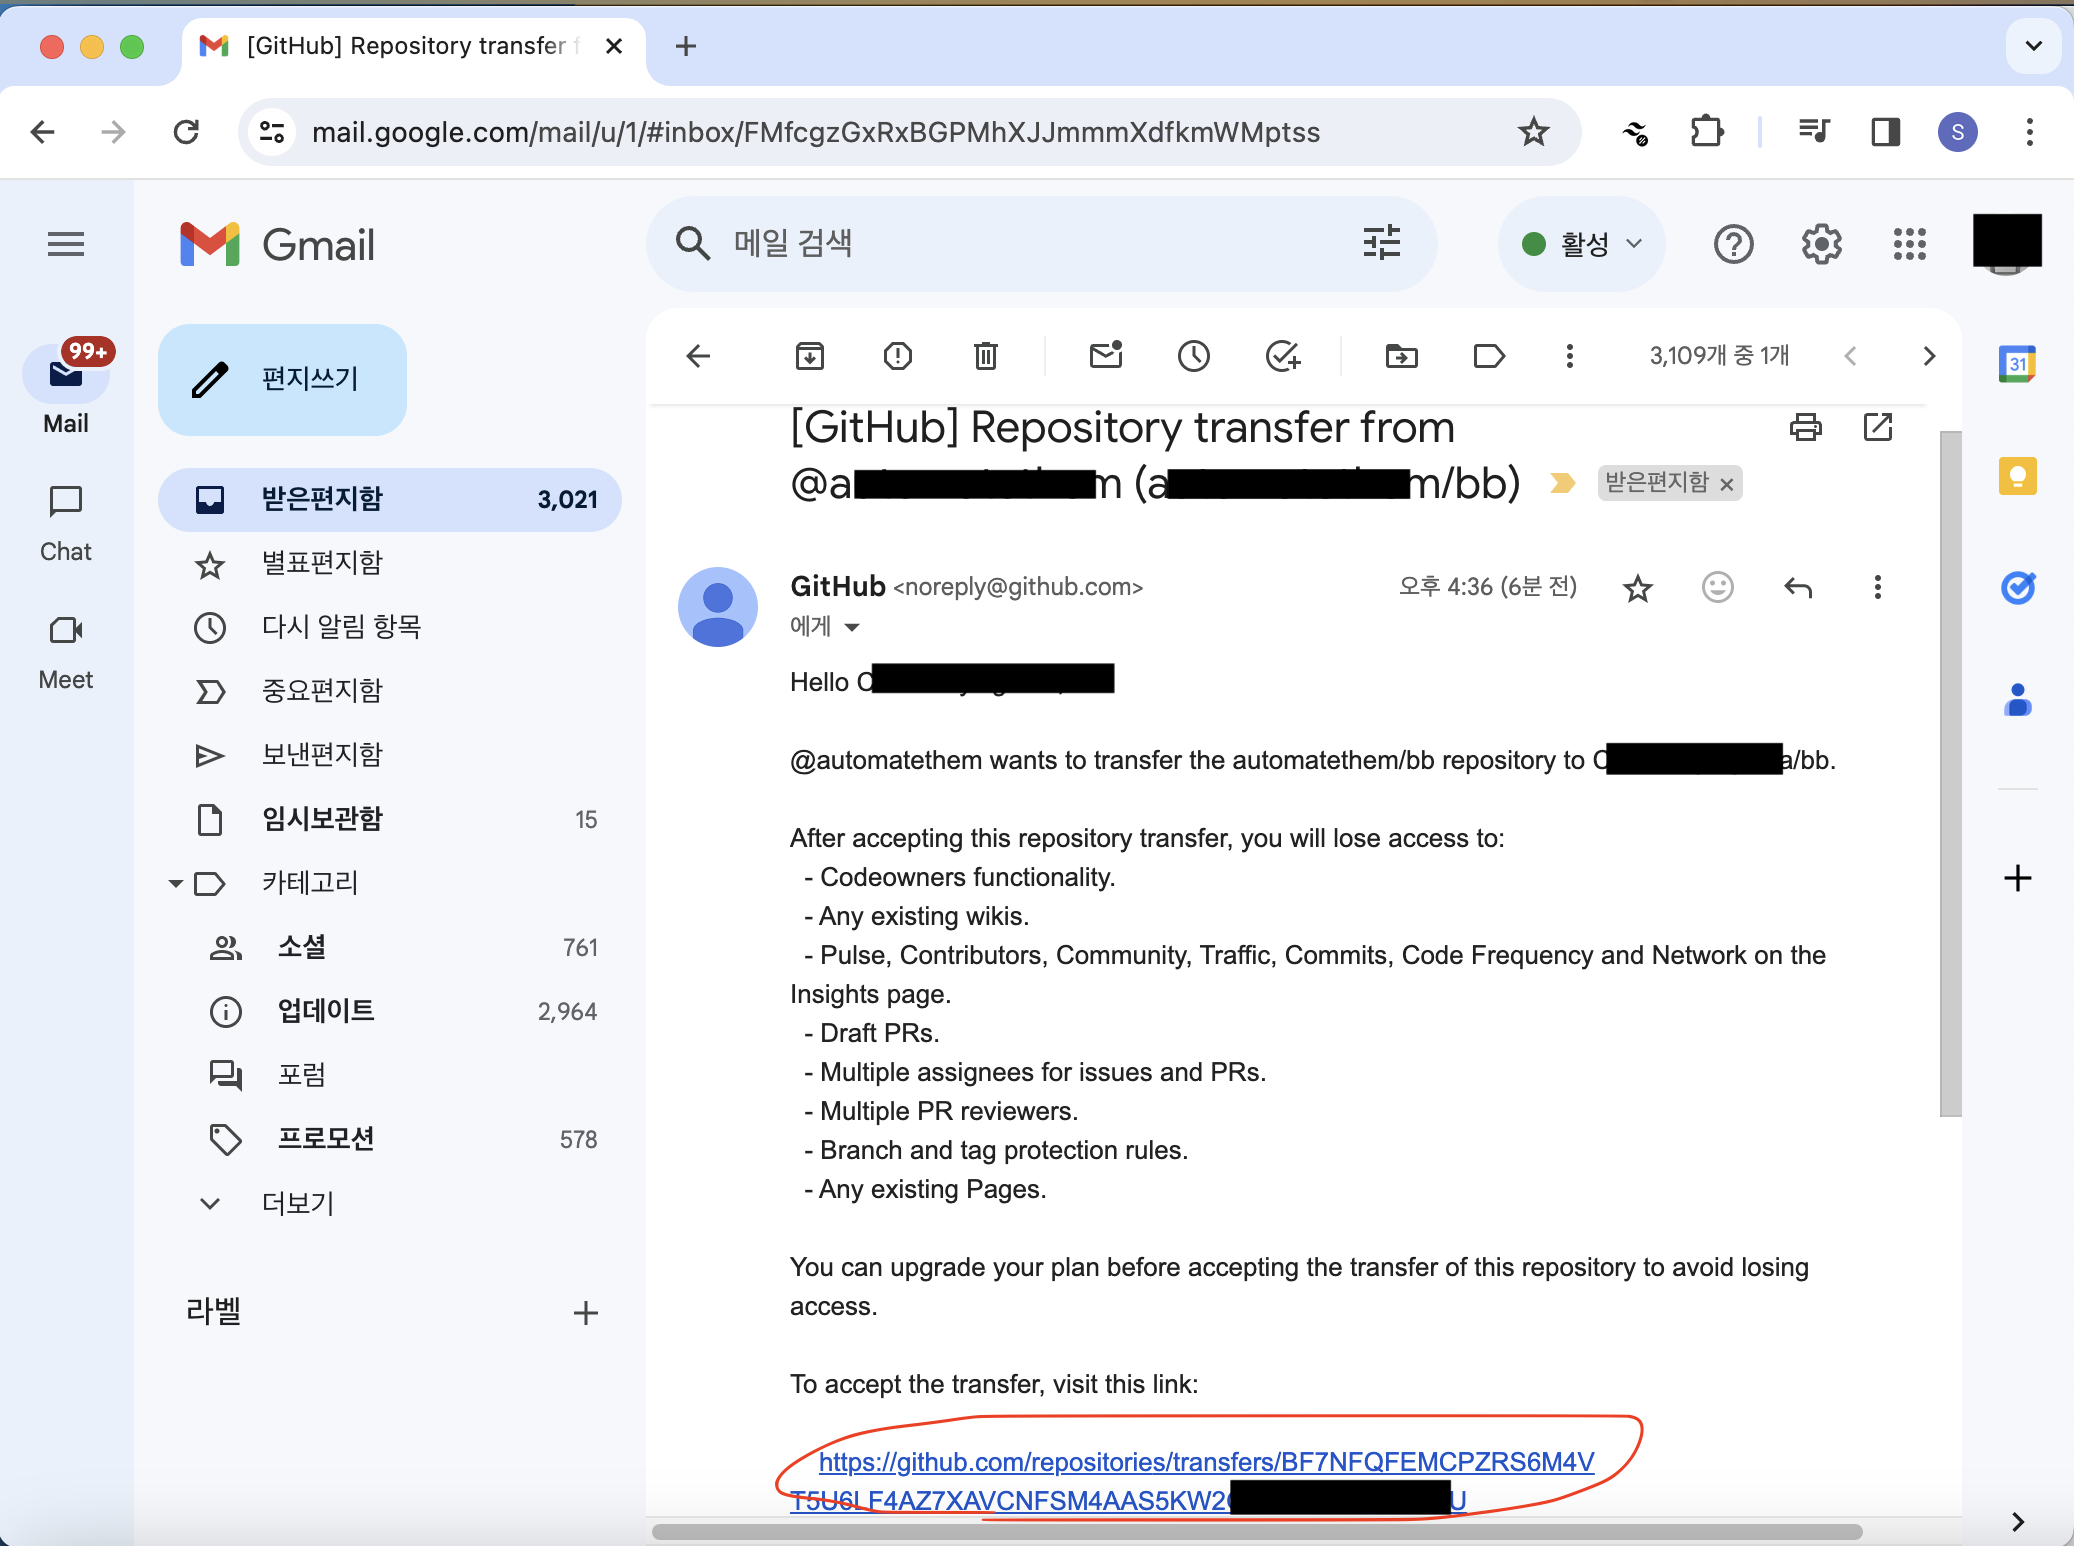 [GitHub] Repository transfer f
mail.google.com/mail/u/1/#inbox/FMfcgzGxRxBGPMhXJJmmmXdfkmWMptss
S
Gmail
메일 검색
활성
99+
Mail
Chat
Meet
편지쓰기
받은편지함 3,021
별표편지함
다시 알림 항목
중요편지함
보낸편지함
임시보관함 15
카테고리
소셜 761
업데이트 2,964
포럼
프로모션 578
더보기
라벨
3,109개 중 1개
31
[GitHub] Repository transfer from
@a m (a m/bb)
받은편지함 ×
GitHub <noreply@github.com>
오후 4:36 (6분 전)
에게
Hello
@automatethem wants to transfer the automatethem/bb repository to a/bb.
After accepting this repository transfer, you will lose access to:
- Codeowners functionality.
- Any existing wikis.
- Pulse, Contributors, Community, Traffic, Commits, Code Frequency and Network on the
Insights page.
- Draft PRs.
- Multiple assignees for issues and PRs.
- Multiple PR reviewers.
- Branch and tag protection rules.
- Any existing Pages.
You can upgrade your plan before accepting the transfer of this repository to avoid losing
access.
To accept the transfer, visit this link:
https://github.com/repositories/transfers/BF7NFQFEMCPZRS6M4V
T5U6LF4AZ7XAVCNFSM4AAS5KW2 U